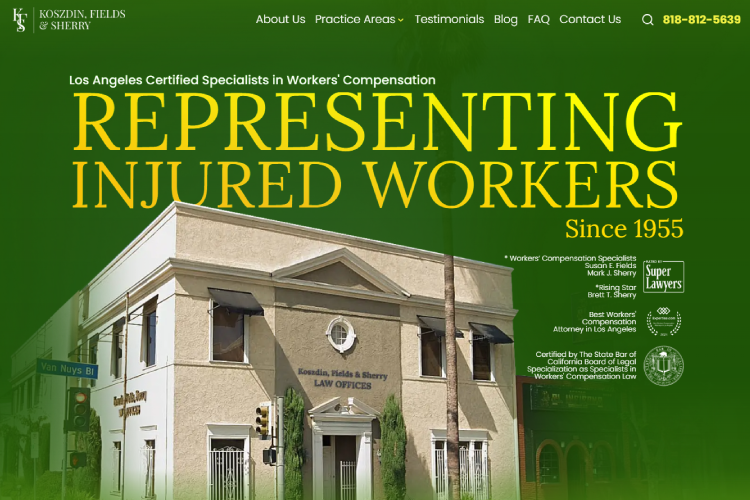 KOSZDIN, FIELDS
& SHERRY
KFS
About Us Practice Areas Testimonials Blog FAQ Contact Us 818-812-5639
Los Angeles Certified Specialists in Workers' Compensation
REPRESENTING
INJURED WORKERS
Since 1955
* Workers' Compensation Specialists
Susan E. Fields
Mark J. Sherry
*Rising Star
Brett T. Sherry
RATED BY
Super
Lawyers
Best Workers'
Compensation
Attorney in Los Angeles
Certified by The State Bar of
California Board of Legal
Specialization as Specialists in
Workers' Compensation Law
Van Nuys Bl
Koszdin, Fields & Sherry
LAW OFFICES